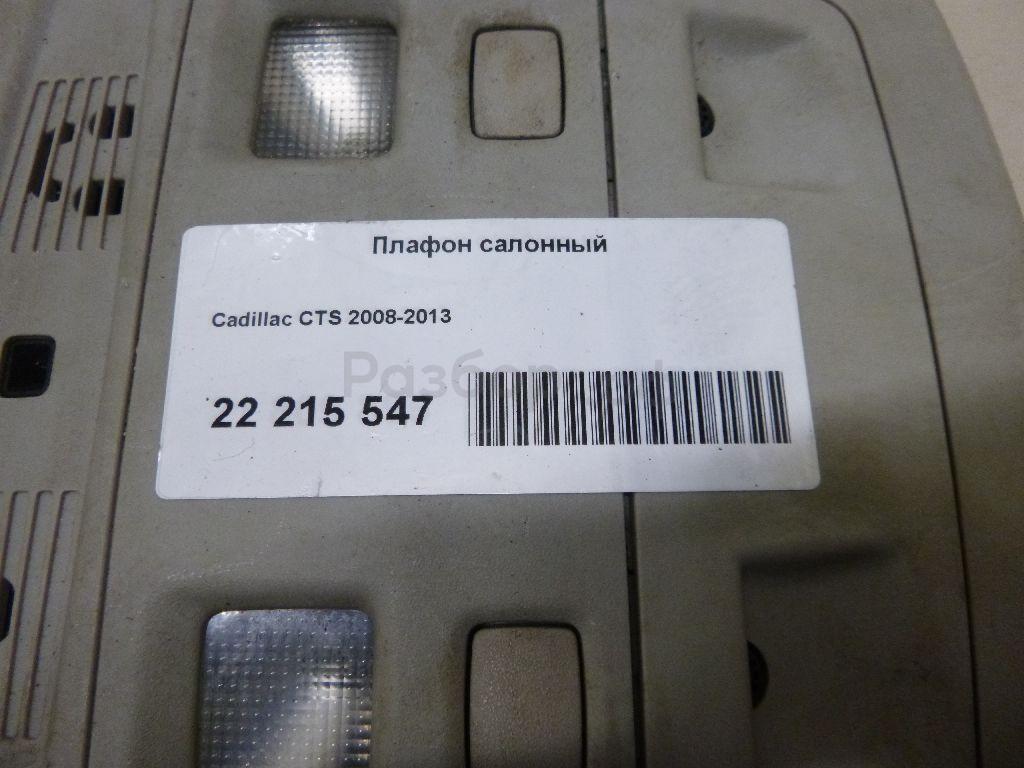 Плафон салонный
Cadillac CTS 2008-2013
22 215 547